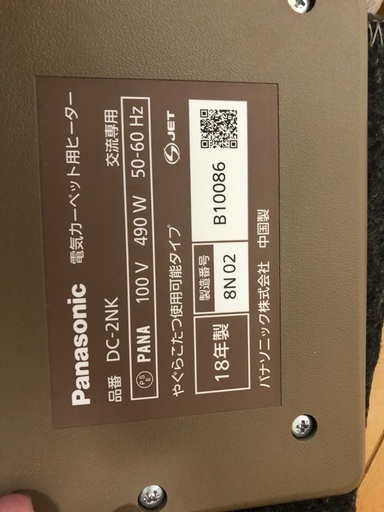 Panasonic 電気カーペット用ヒーター
品番 DC-2NK 交流専用
PSE PANA 100 V 490 W 50-60 Hz
やぐらこたつ使用可能タイプ S JET
18年製 製造番号 8N 02 B10086
パナソニック株式会社 中国製